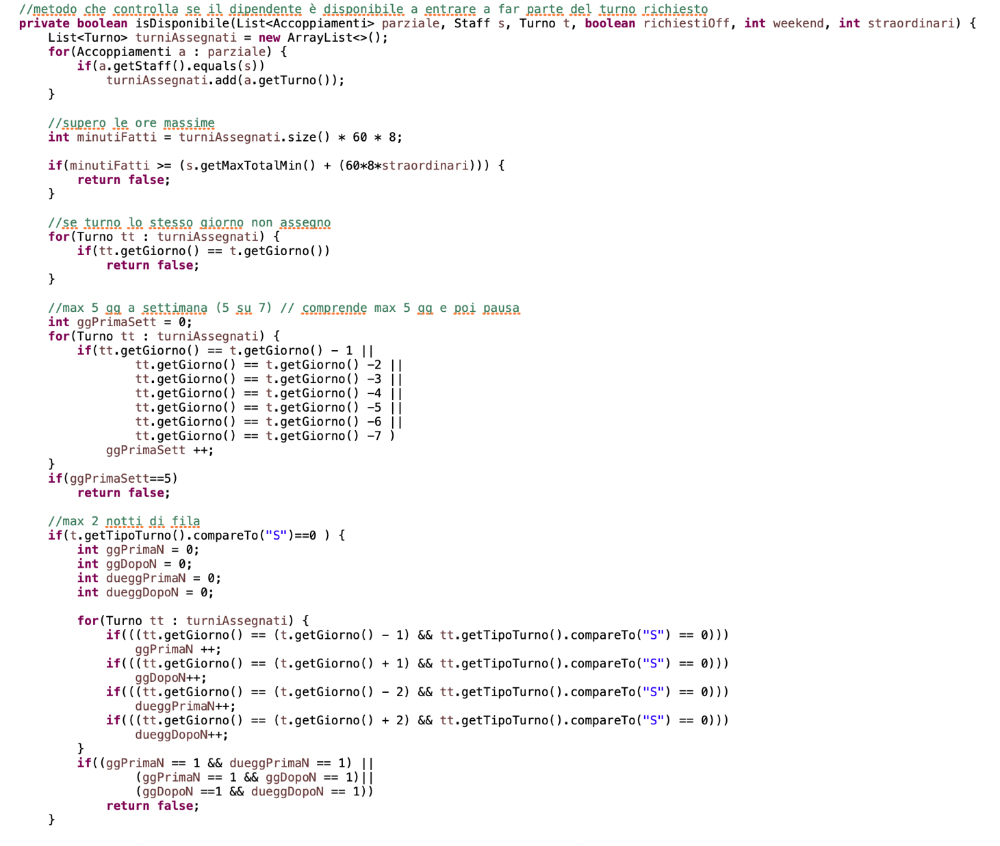 //metodo che controlla se il dipendente è disponibile a entrare a far parte del turno richiesto
private boolean isDisponibile(List<Accoppiamenti> parziale, Staff s, Turno t, boolean richiestiOff, int weekend, int straordinari) {
    List<Turno> turniAssegnati = new ArrayList<>();
    for(Accoppiamenti a : parziale) {
        if(a.getStaff().equals(s))
            turniAssegnati.add(a.getTurno());
    }

    //supero le ore massime
    int minutiFatti = turniAssegnati.size() * 60 * 8;

    if(minutiFatti >= (s.getMaxTotalMin() + (60*8*straordinari))) {
        return false;
    }

    //se turno lo stesso giorno non assegno
    for(Turno tt : turniAssegnati) {
        if(tt.getGiorno() == t.getGiorno())
            return false;
    }

    //max 5 gg a settimana (5 su 7) // comprende max 5 gg e poi pausa
    int ggPrimaSett = 0;
    for(Turno tt : turniAssegnati) {
        if(tt.getGiorno() == t.getGiorno() - 1 ||
                tt.getGiorno() == t.getGiorno() -2 ||
                tt.getGiorno() == t.getGiorno() -3 ||
                tt.getGiorno() == t.getGiorno() -4 ||
                tt.getGiorno() == t.getGiorno() -5 ||
                tt.getGiorno() == t.getGiorno() -6 ||
                tt.getGiorno() == t.getGiorno() -7 )
            ggPrimaSett ++;
    }
    if(ggPrimaSett==5)
        return false;

    //max 2 notti di fila
    if(t.getTipoTurno().compareTo("S")==0 ) {
        int ggPrimaN = 0;
        int ggDopoN = 0;
        int dueggPrimaN = 0;
        int dueggDopoN = 0;

        for(Turno tt : turniAssegnati) {
            if(((tt.getGiorno() == (t.getGiorno() - 1) && tt.getTipoTurno().compareTo("S") == 0)))
                ggPrimaN ++;
            if(((tt.getGiorno() == (t.getGiorno() + 1) && tt.getTipoTurno().compareTo("S") == 0)))
                ggDopoN++;
            if(((tt.getGiorno() == (t.getGiorno() - 2) && tt.getTipoTurno().compareTo("S") == 0)))
                dueggPrimaN++;
            if(((tt.getGiorno() == (t.getGiorno() + 2) && tt.getTipoTurno().compareTo("S") == 0)))
                dueggDopoN++;
        }
        if((ggPrimaN == 1 && dueggPrimaN == 1) ||
                (ggPrimaN == 1 && ggDopoN == 1)||
                (ggDopoN ==1 && dueggDopoN == 1))
            return false;
    }